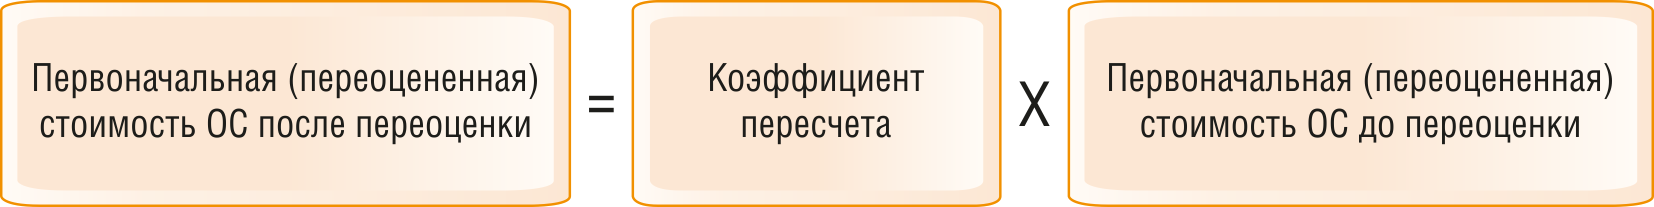 Первоначальная (переоцененная)
стоимость ОС после переоценки
=
Коэффициент
пересчета
X
Первоначальная (переоцененная)
стоимость ОС до переоценки